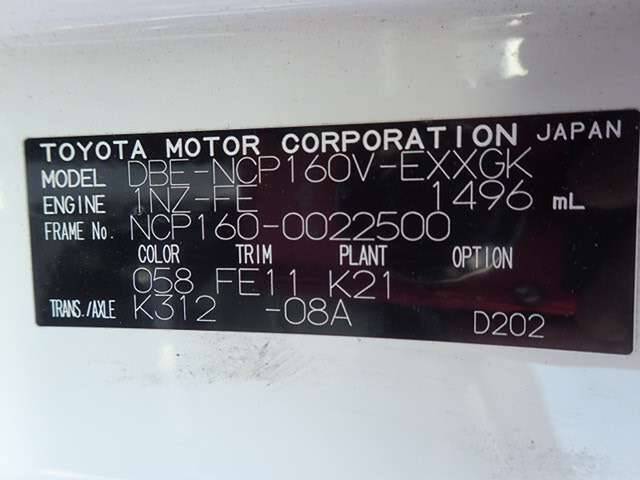 TOYOTA MOTOR CORPORATION JAPAN
MODEL DBE-NCP160V-EXXGK
ENGINE 1NZ-FE 1496 mL
FRAME No. NCP160-0022500
COLOR TRIM PLANT OPTION
058 FE11 K21
TRANS./AXLE K312 -08A D202